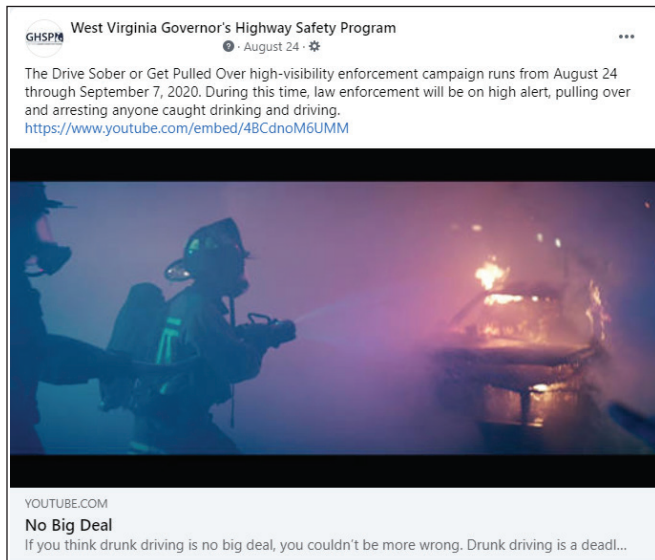 GHSP
West Virginia Governor's Highway Safety Program
August 24
The Drive Sober or Get Pulled Over high-visibility enforcement campaign runs from August 24
through September 7, 2020. During this time, law enforcement will be on high alert, pulling over
and arresting anyone caught drinking and driving.
https://www.youtube.com/embed/4BCdnoM6UMM
YOUTUBE.COM
No Big Deal
If you think drunk driving is no big deal, you couldn't be more wrong. Drunk driving is a deadl...